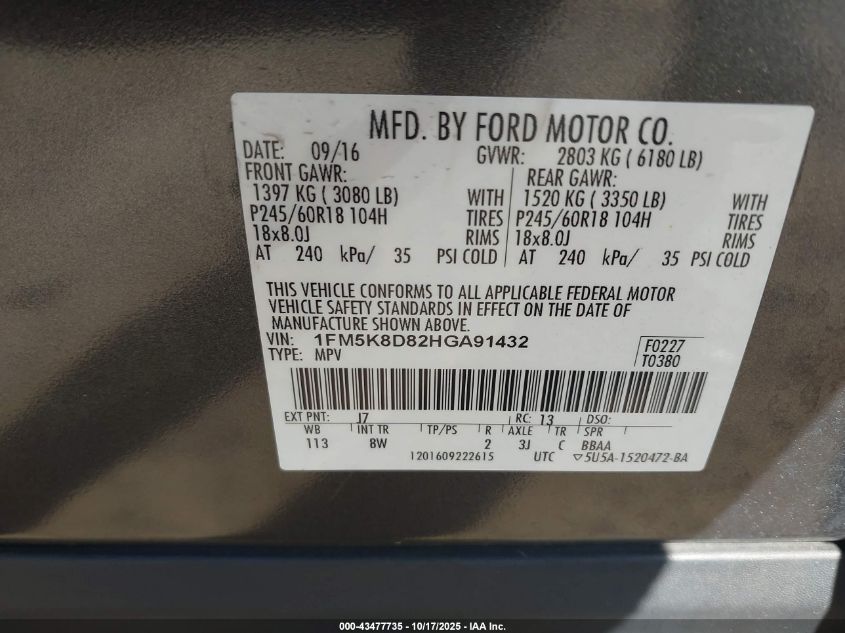 MFD. BY FORD MOTOR CO.
DATE: 09/16 GVWR: 2803 KG ( 6180 LB)
FRONT GAWR: REAR GAWR:
1397 KG ( 3080 LB) WITH 1520 KG ( 3350 LB) WITH
P245/60R18 104H TIRES P245/60R18 104H TIRES
18x8.0J RIMS 18x8.0J RIMS
AT 240 kPa/ 35 PSI COLD AT 240 kPa/ 35 PSI COLD
THIS VEHICLE CONFORMS TO ALL APPLICABLE FEDERAL MOTOR
VEHICLE SAFETY STANDARDS IN EFFECT ON THE DATE OF
MANUFACTURE SHOWN ABOVE.
VIN: 1FM5K8D82HGA91432 F0227
TYPE: MPV T0380
EXT PNT: J7 RC: 13 DSO:
WB INT TR TP/PS R AXLE TR SPR
113 8W 2 3J C BBAA
1201609222615 UTC ▽5U5A-1520472-BA
000-43477735 - 10/17/2025 - IAA Inc.